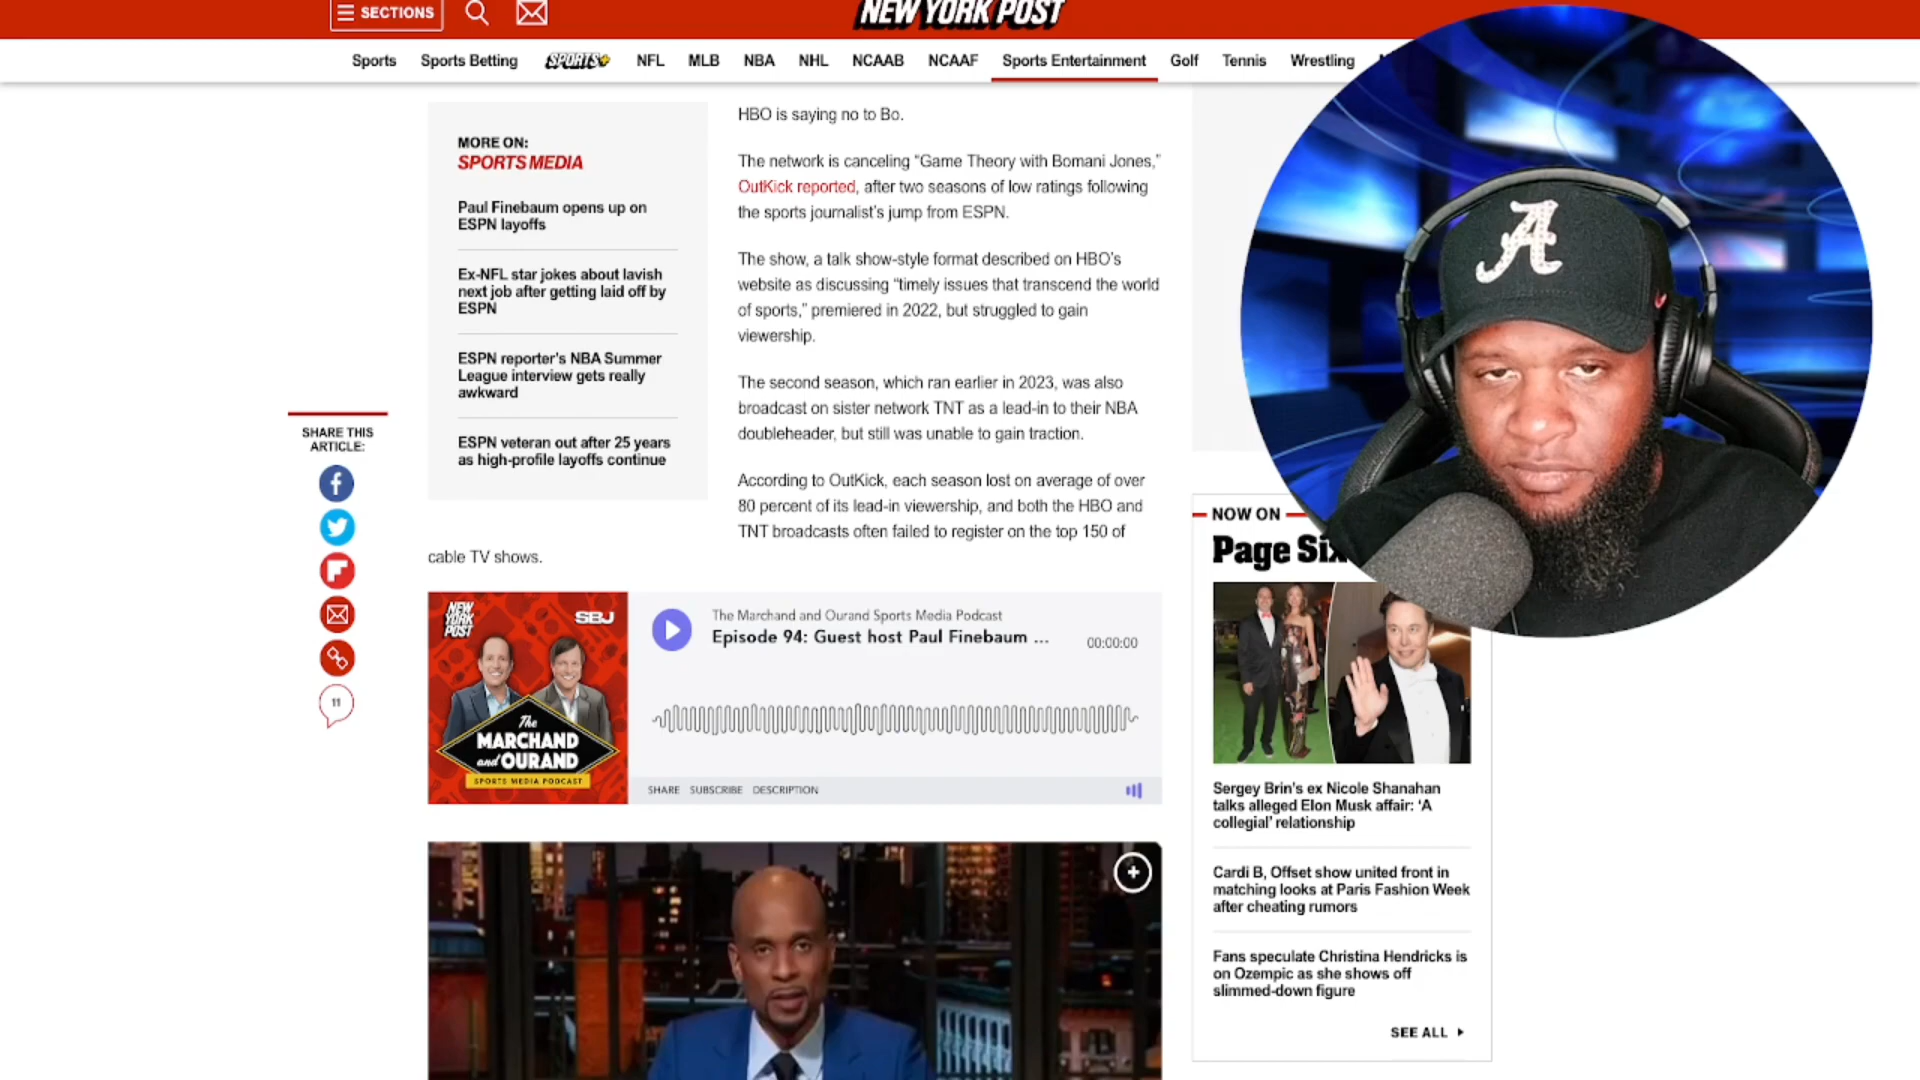 SECTIONS
NEW YORK POST
Sports
Sports Betting
SPORTS+
NFL
MLB
NBA
NHL
NCAAB
NCAAF
Sports Entertainment
Golf
Tennis
Wrestling
MORE ON:
SPORTS MEDIA
Paul Finebaum opens up on
ESPN layoffs
Ex-NFL star jokes about lavish
next job after getting laid off by
ESPN
ESPN reporter's NBA Summer
League interview gets really
awkward
ESPN veteran out after 25 years
as high-profile layoffs continue
SHARE THIS
ARTICLE:
11
HBO is saying no to Bo.
The network is canceling “Game Theory with Bomani Jones,”
OutKick reported, after two seasons of low ratings following
the sports journalist’s jump from ESPN.
The show, a talk show-style format described on HBO’s
website as discussing “timely issues that transcend the world
of sports,” premiered in 2022, but struggled to gain
viewership.
The second season, which ran earlier in 2023, was also
broadcast on sister network TNT as a lead-in to their NBA
doubleheader, but still was unable to gain traction.
According to OutKick, each season lost on average of over
80 percent of its lead-in viewership, and both the HBO and
TNT broadcasts often failed to register on the top 150 of
cable TV shows.
NEW
YORK
POST
SBJ
The
MARCHAND
and OURAND
SPORTS MEDIA PODCAST
The Marchand and Ourand Sports Media Podcast
Episode 94: Guest host Paul Finebaum ...
00:00:00
SHARE SUBSCRIBE DESCRIPTION
A
NOW ON
Page Six
Sergey Brin's ex Nicole Shanahan
talks alleged Elon Musk affair: ‘A
collegial’ relationship
Cardi B, Offset show united front in
matching looks at Paris Fashion Week
after cheating rumors
Fans speculate Christina Hendricks is
on Ozempic as she shows off
slimmed-down figure
SEE ALL